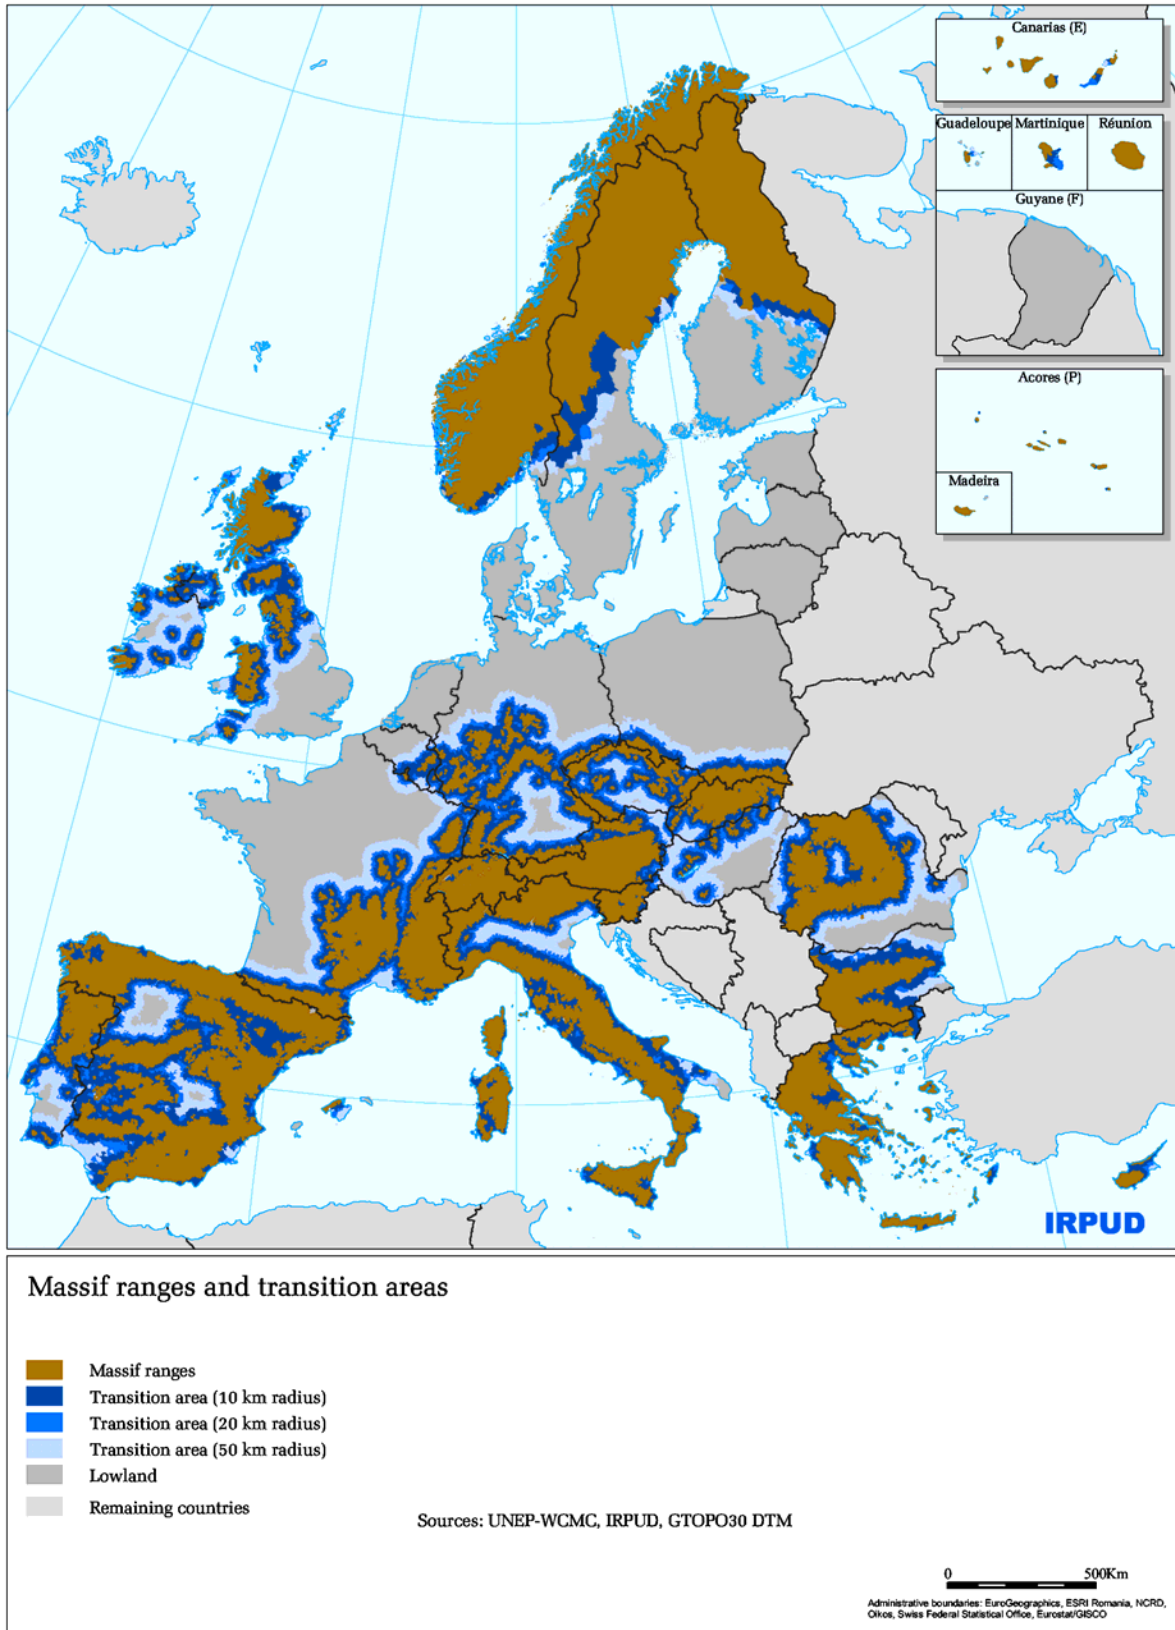 Canarias (E)
Guadeloupe
Martinique
Réunion
Guyane (F)
Acores (P)
Madeira
IRPUD
Massif ranges and transition areas
Massif ranges
Transition area (10 km radius)
Transition area (20 km radius)
Transition area (50 km radius)
Lowland
Remaining countries
Sources: UNEP-WCMC, IRPUD, GTOPO30 DTM
0 500Km
Administrative boundaries: EuroGeographics, ESRI Romania, NCRD,
Oikos, Swiss Federal Statistical Office, Eurostat/GISCO